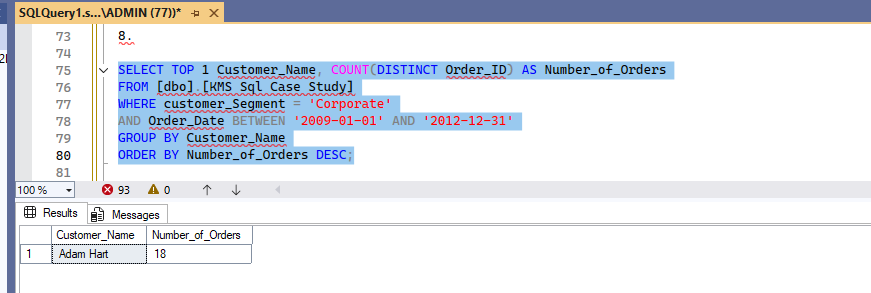 SQLQuery1.s...\ADMIN (77))*
73 8.
74
75 SELECT TOP 1 Customer_Name, COUNT(DISTINCT Order_ID) AS Number_of_Orders
76 FROM [dbo].[KMS Sql Case Study]
77 WHERE customer_Segment = 'Corporate'
78 AND Order_Date BETWEEN '2009-01-01' AND '2012-12-31'
79 GROUP BY Customer_Name
80 ORDER BY Number_of_Orders DESC;
81
100 % 93 0
Results Messages
Customer_Name Number_of_Orders
1 Adam Hart 18